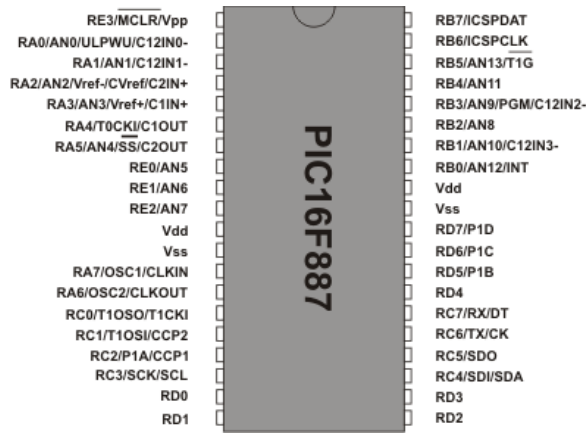 RE3/MCLR/Vpp
RA0/AN0/ULPWU/C12IN0-
RA1/AN1/C12IN1-
RA2/AN2/Vref-/CVref/C2IN+
RA3/AN3/Vref+/C1IN+
RA4/T0CKI/C1OUT
RA5/AN4/SS/C2OUT
RE0/AN5
RE1/AN6
RE2/AN7
Vdd
Vss
RA7/OSC1/CLKIN
RA6/OSC2/CLKOUT
RC0/T1OSO/T1CKI
RC1/T1OSI/CCP2
RC2/P1A/CCP1
RC3/SCK/SCL
RD0
RD1
PIC16F887
RB7/ICSPDAT
RB6/ICSPCLK
RB5/AN13/T1G
RB4/AN11
RB3/AN9/PGM/C12IN2-
RB2/AN8
RB1/AN10/C12IN3-
RB0/AN12/INT
Vdd
Vss
RD7/P1D
RD6/P1C
RD5/P1B
RD4
RC7/RX/DT
RC6/TX/CK
RC5/SDO
RC4/SDI/SDA
RD3
RD2